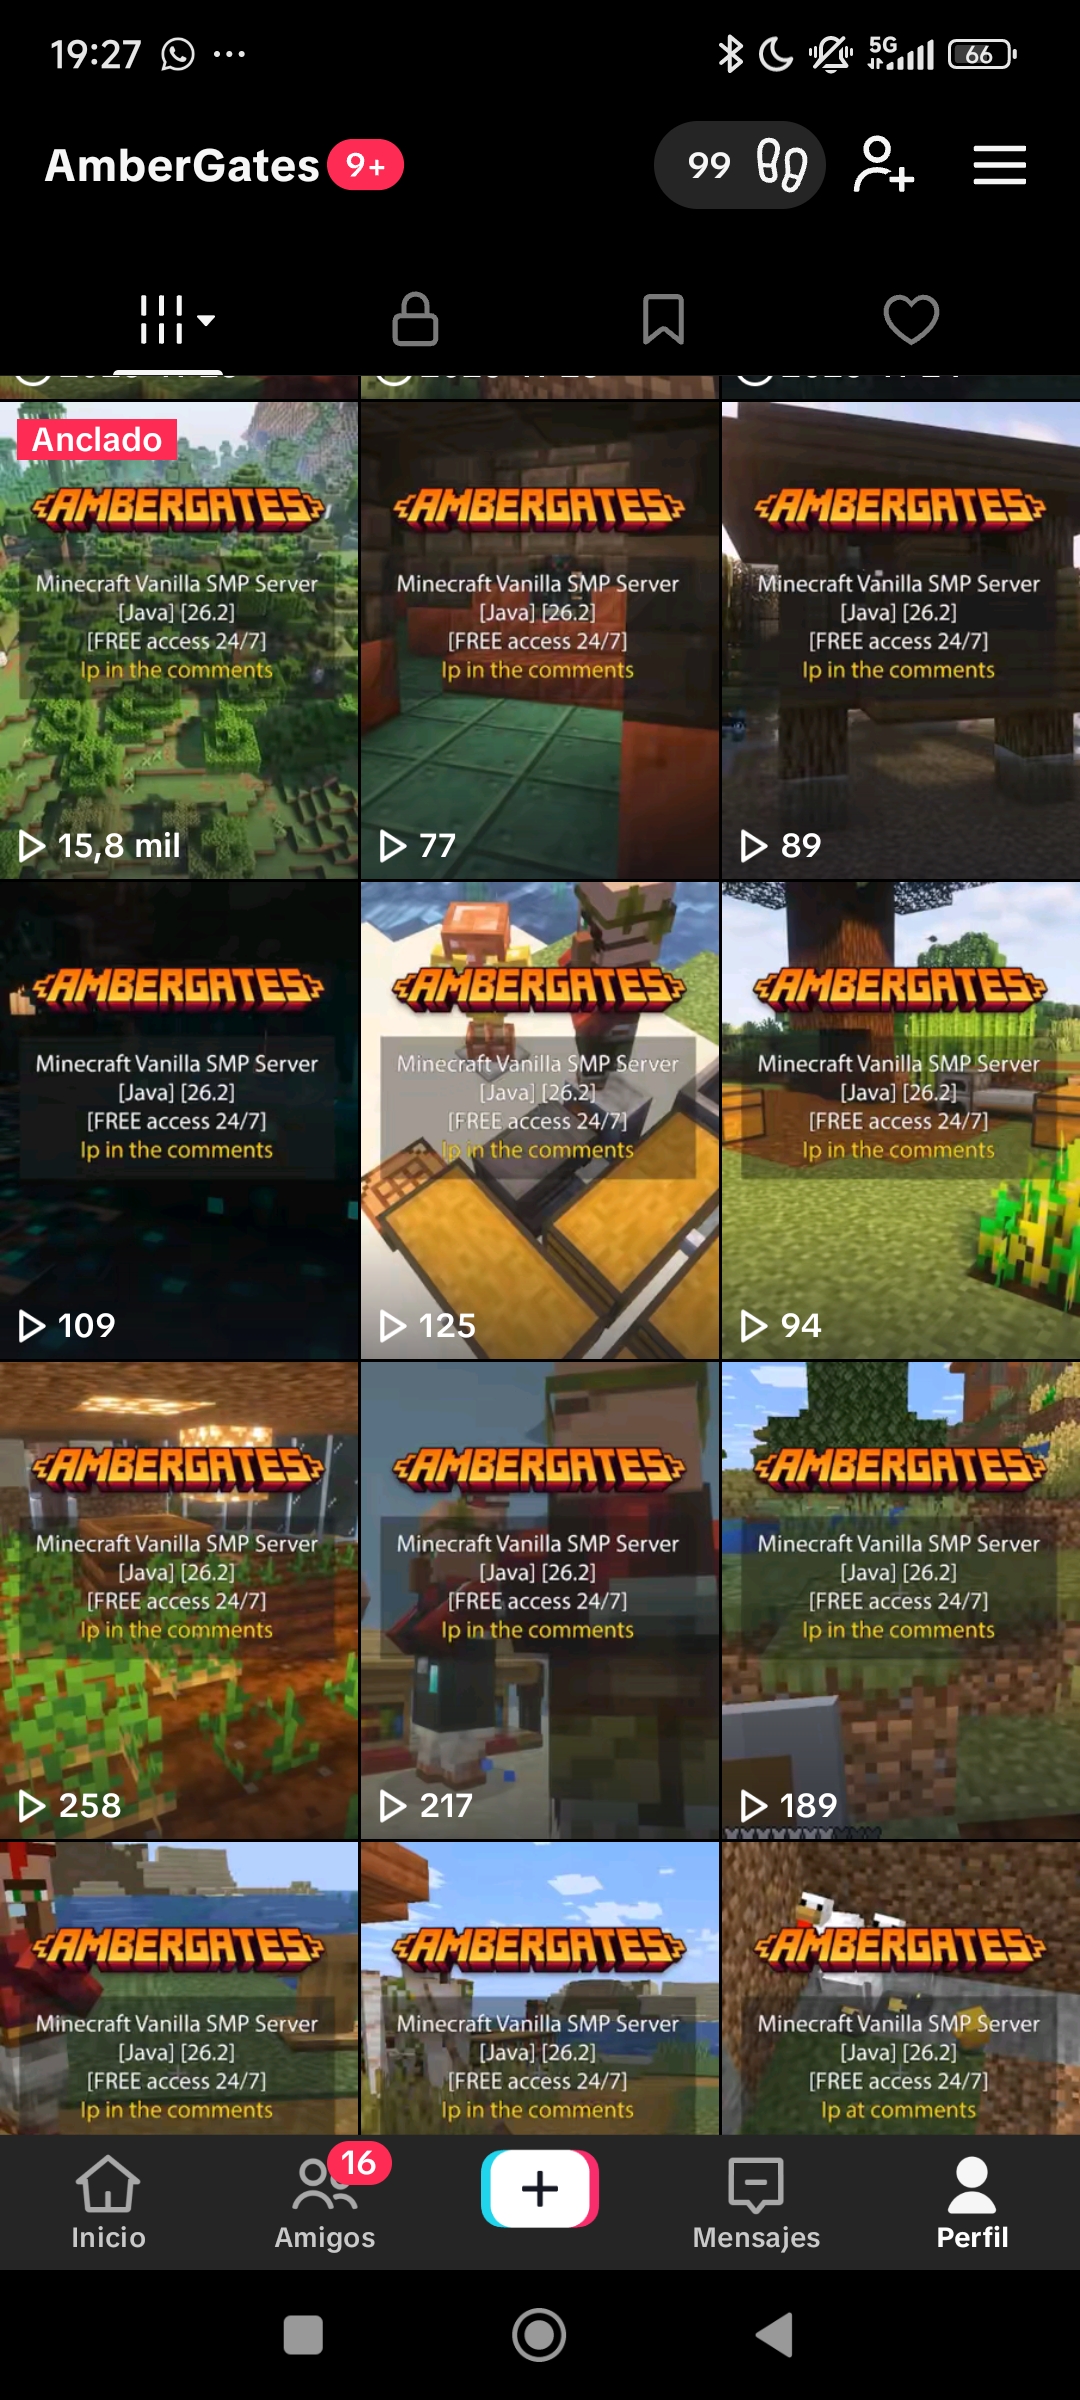 19:27
5G
66
AmberGates 9+
99
Anclado
AMBERGATES
Minecraft Vanilla SMP Server
[Java] [26.2]
[FREE access 24/7]
Ip in the comments
15,8 mil
AMBERGATES
Minecraft Vanilla SMP Server
[Java] [26.2]
[FREE access 24/7]
Ip in the comments
77
AMBERGATES
Minecraft Vanilla SMP Server
[Java] [26.2]
[FREE access 24/7]
Ip in the comments
89
AMBERGATES
Minecraft Vanilla SMP Server
[Java] [26.2]
[FREE access 24/7]
Ip in the comments
109
AMBERGATES
Minecraft Vanilla SMP Server
[Java] [26.2]
[FREE access 24/7]
Ip in the comments
125
AMBERGATES
Minecraft Vanilla SMP Server
[Java] [26.2]
[FREE access 24/7]
Ip in the comments
94
AMBERGATES
Minecraft Vanilla SMP Server
[Java] [26.2]
[FREE access 24/7]
Ip in the comments
258
AMBERGATES
Minecraft Vanilla SMP Server
[Java] [26.2]
[FREE access 24/7]
Ip in the comments
217
AMBERGATES
Minecraft Vanilla SMP Server
[Java] [26.2]
[FREE access 24/7]
Ip in the comments
189
AMBERGATES
Minecraft Vanilla SMP Server
[Java] [26.2]
[FREE access 24/7]
Ip in the comments
AMBERGATES
Minecraft Vanilla SMP Server
[Java] [26.2]
[FREE access 24/7]
Ip in the comments
AMBERGATES
Minecraft Vanilla SMP Server
[Java] [26.2]
[FREE access 24/7]
Ip at comments
Inicio
16
Amigos
Mensajes
Perfil